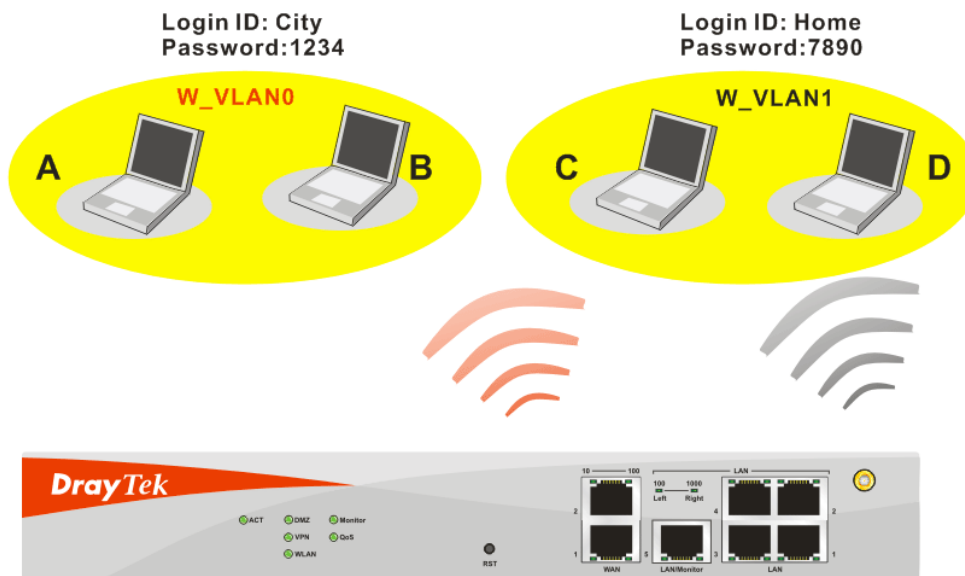 Login ID: City
Password:1234
Login ID: Home
Password:7890
W_VLAN0
W_VLAN1
A
B
C
D
DrayTek
ACT
DMZ
Monitor
VPN
QoS
WLAN
RST
10
100
2
1
WAN
LAN
100
1000
Left
Right
5
LAN/Monitor
4
2
3
1
LAN